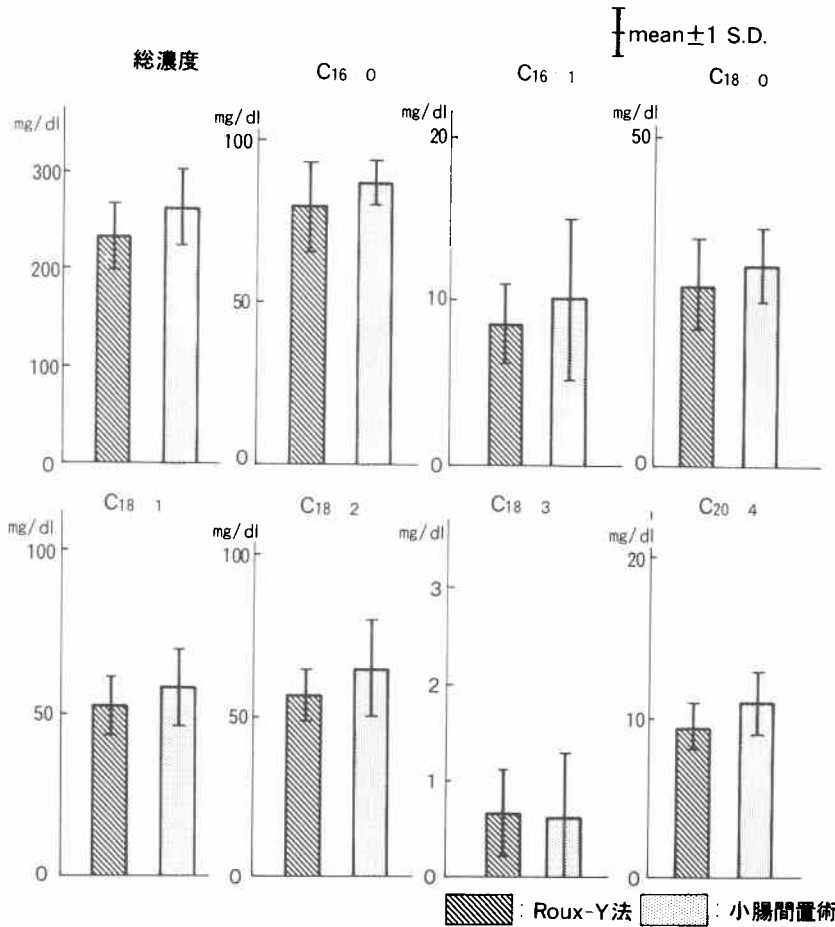 mean±1 S.D.
総濃度
C16 0
C16 1
C18 0
mg/dl
300
200
100
0
mg/dl
100
50
0
mg/dl
20
10
0
mg/dl
50
0
C18 1
C18 2
C18 3
C20 4
mg/dl
100
50
0
mg/dl
100
50
0
mg/dl
3
2
1
0
mg/dl
20
10
0
: Roux-Y法
: 小腸間置術